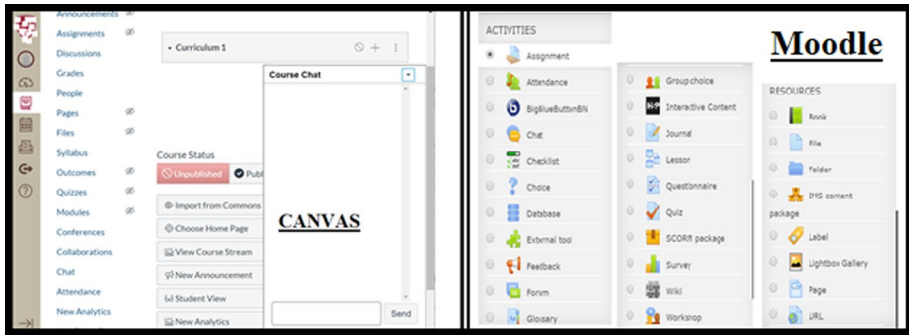 Announcements
Assignments
Discussions
Grades
People
Pages
Files
Syllabus
Outcomes
Quizzes
Modules
Conferences
Collaborations
Chat
Attendance
New Analytics
Curriculum 1
Course Status
Unpublished
Publ
Import from Commons
Choose Home Page
View Course Stream
New Announcement
Student View
New Analytics
Course Chat
CANVAS
Send
ACTIVITIES
Assignment
Attendance
BigBlueButtonBN
Chat
Checklist
Choice
Database
External tool
Feedback
Forum
Glossary
Group choice
H-P
Interactive Content
Journal
Lesson
Questionnaire
Quiz
SCORM package
Survey
Wiki
Workshop
Moodle
RESOURCES
Book
File
Folder
IMS content
package
Label
Lightbox Gallery
Page
URL